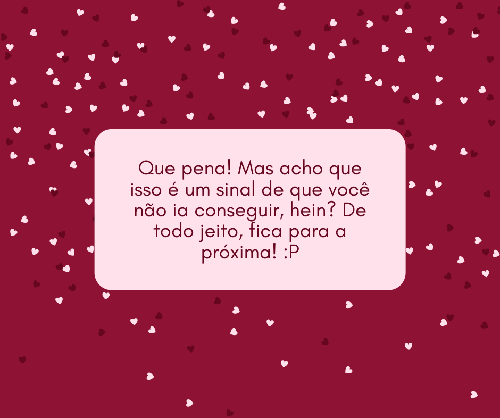 Que pena! Mas acho que
isso é um sinal de que você
não ia conseguir, hein? De
todo jeito, fica para a
próxima! :P